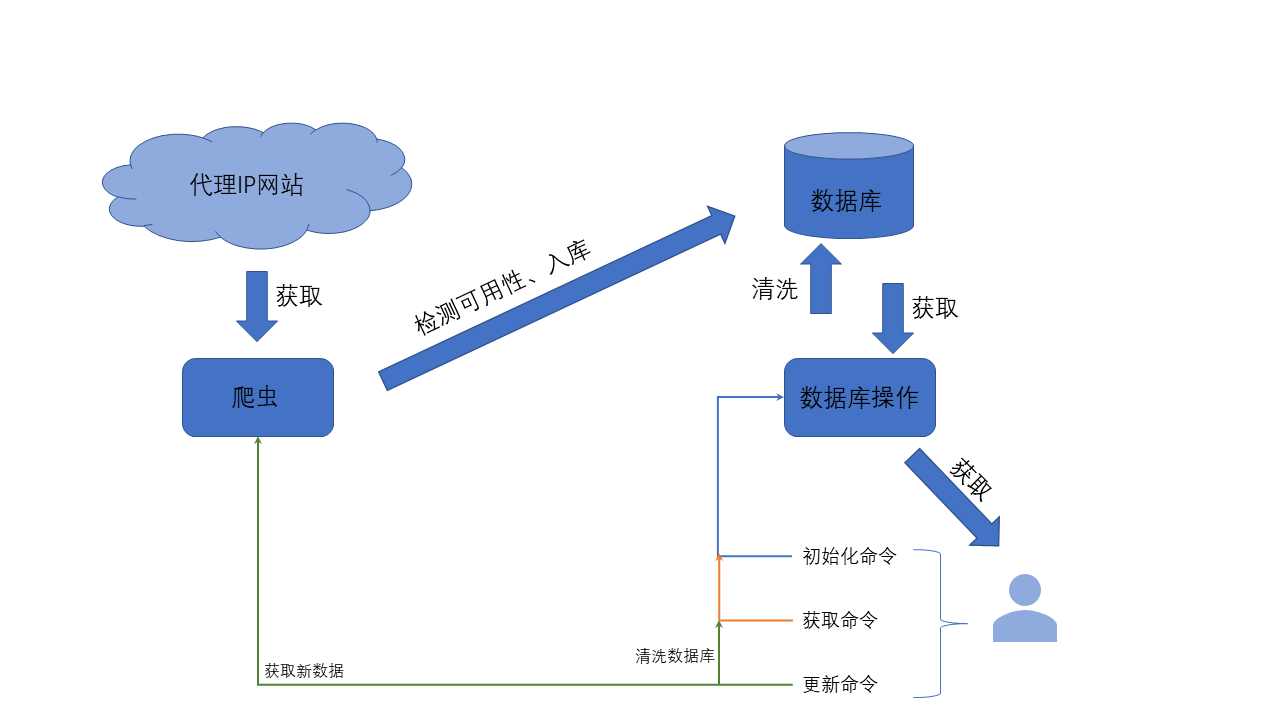 代理IP网站
数据库
检测可用性、入库
清洗
获取
获取
爬虫
数据库操作
获取
初始化命令
获取命令
清洗数据库
获取新数据
更新命令